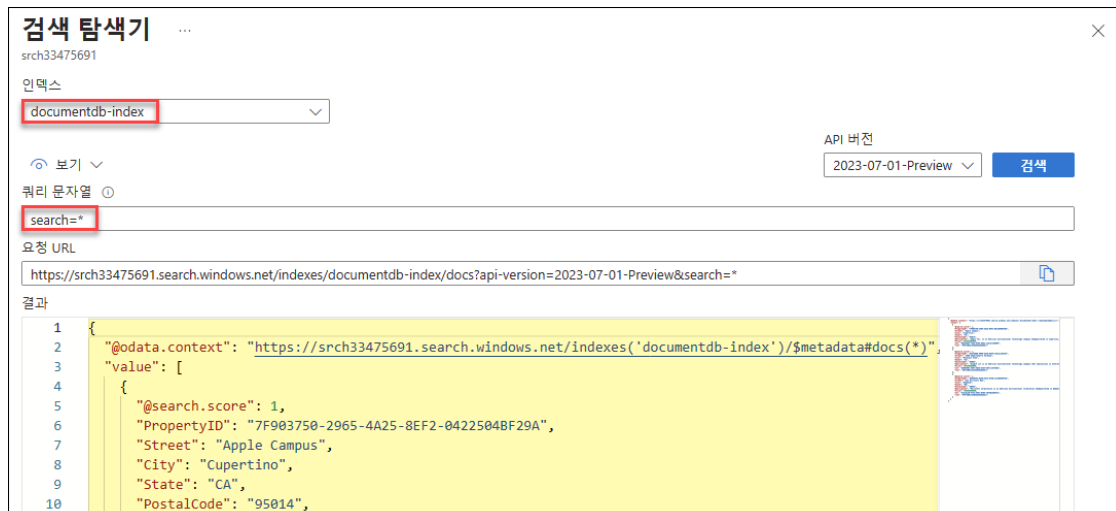 검색 탐색기 ...
srch33475691
인덱스
documentdb-index
API 버전
보기
2023-07-01-Preview
검색
쿼리 문자열
search=*
요청 URL
https://srch33475691.search.windows.net/indexes/documentdb-index/docs?api-version=2023-07-01-Preview&search=*
결과
1 {
2 "@odata.context": "https://srch33475691.search.windows.net/indexes('documentdb-index')/$metadata#docs(*)",
3 "value": [
4 {
5 "@search.score": 1,
6 "PropertyID": "7F903750-2965-4A25-8EF2-0422504BF29A",
7 "Street": "Apple Campus",
8 "City": "Cupertino",
9 "State": "CA",
10 "PostalCode": "95014",